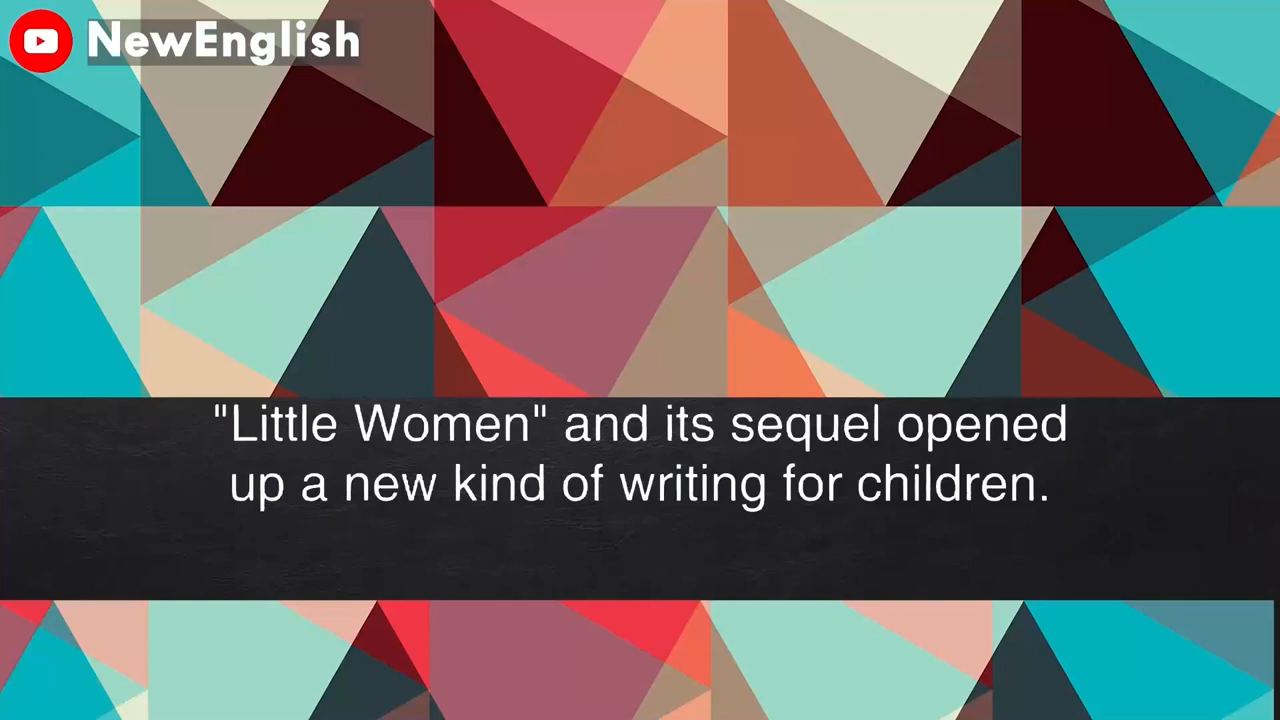 NewEnglish
"Little Women" and its sequel opened
up a new kind of writing for children.